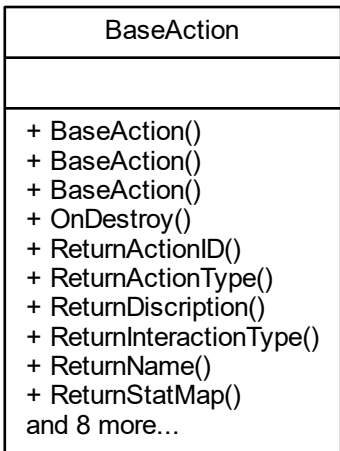 BaseAction
+ BaseAction()
+ BaseAction()
+ BaseAction()
+ OnDestroy()
+ ReturnActionID()
+ ReturnActionType()
+ ReturnDiscription()
+ ReturnInteractionType()
+ ReturnName()
+ ReturnStatMap()
and 8 more...